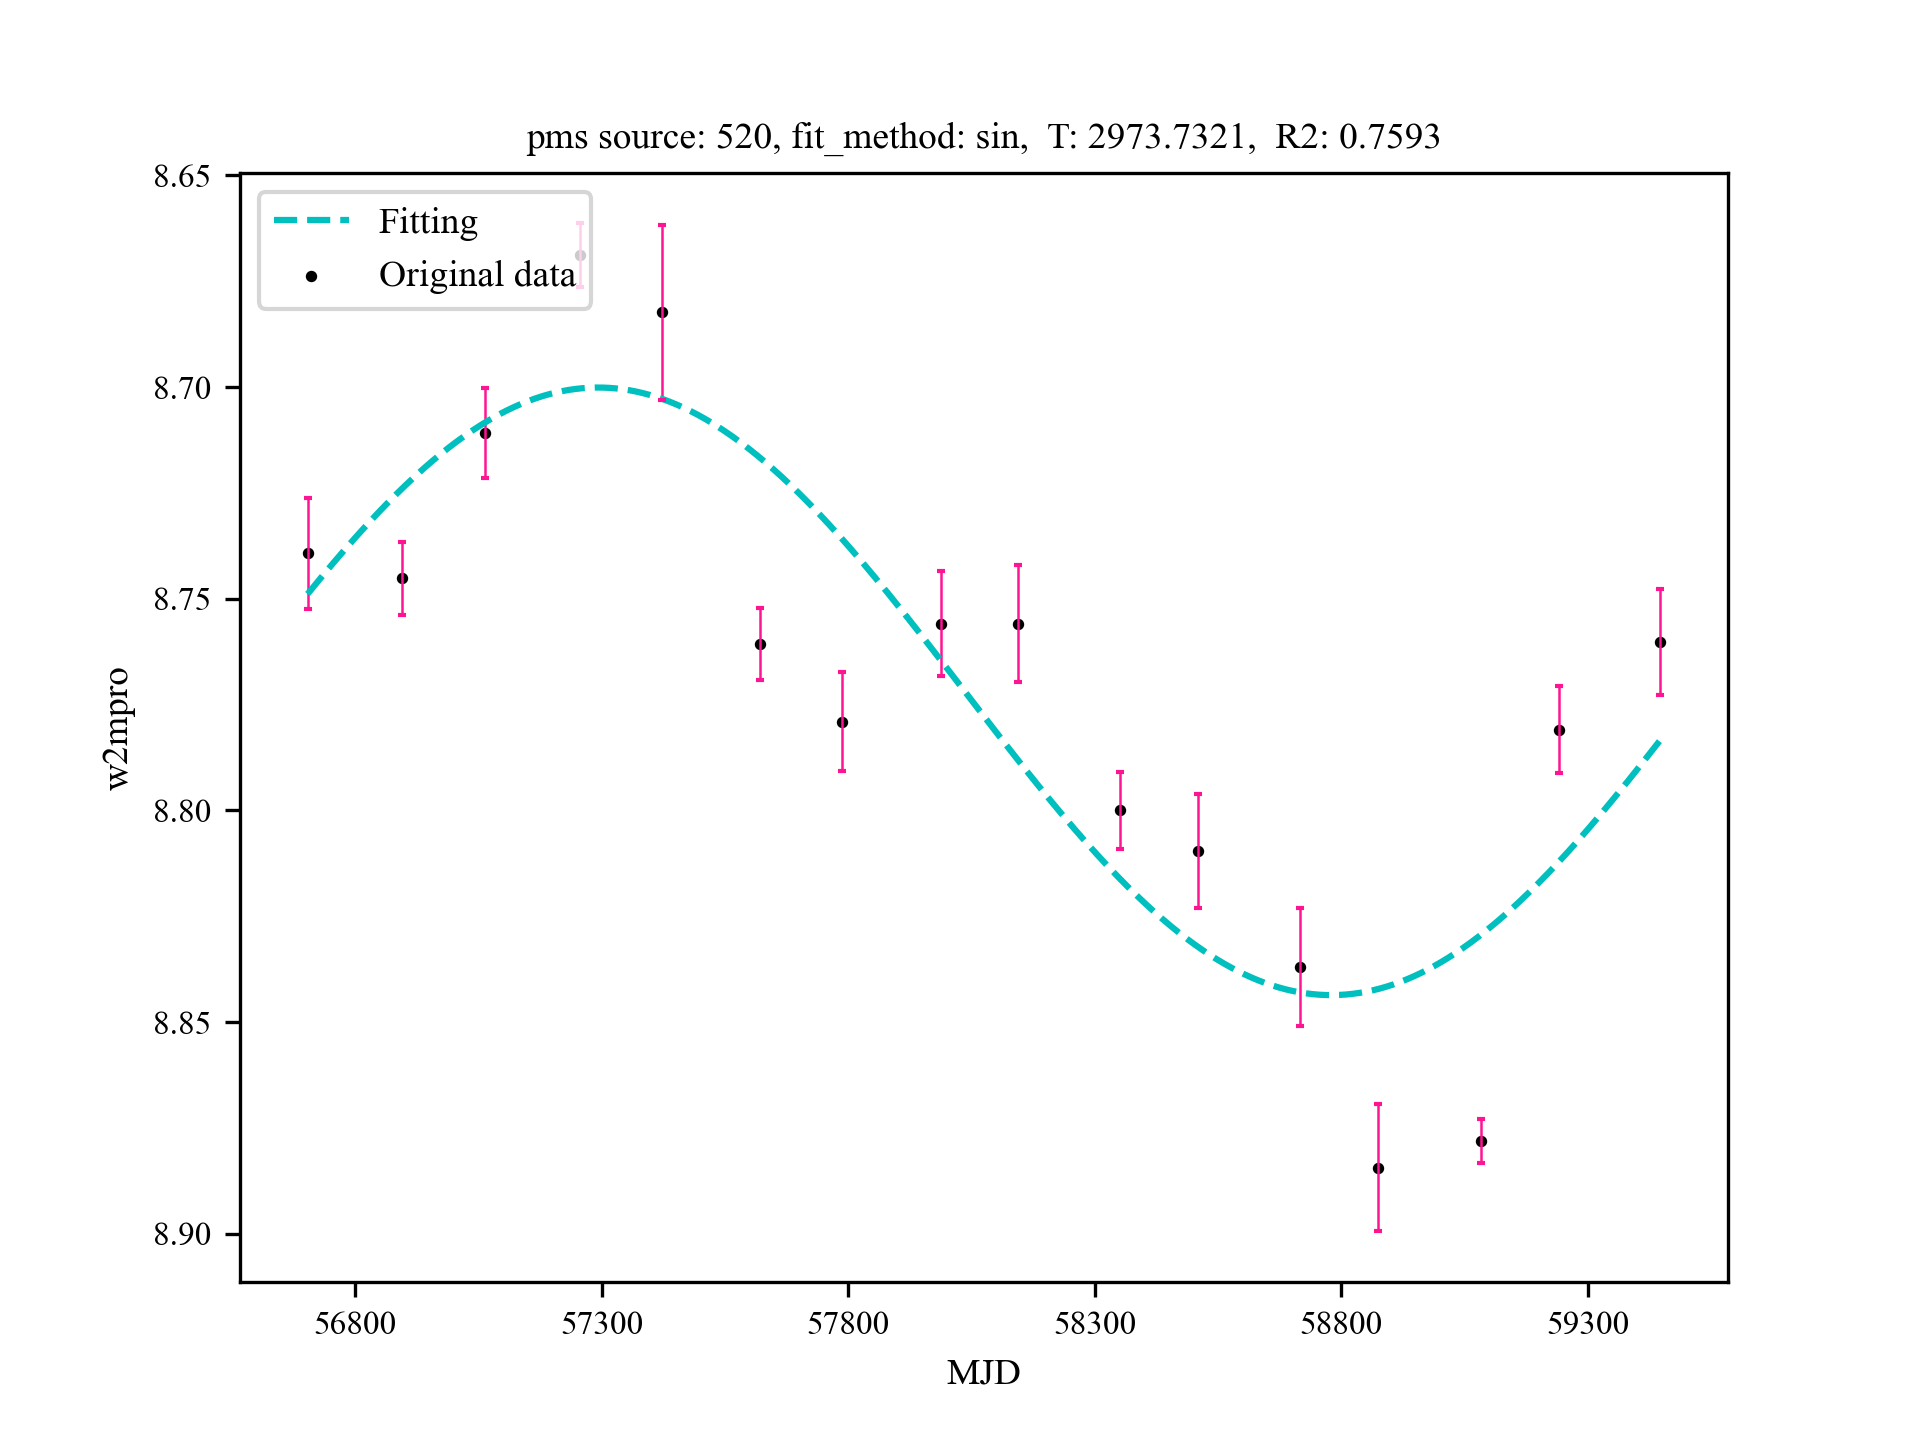 pms source: 520, fit_method: sin,  T: 2973.7321,  R2: 0.7593
Fitting
Original data
8.65
8.70
8.75
8.80
8.85
8.90
w2mpro
56800
57300
57800
58300
58800
59300
MJD